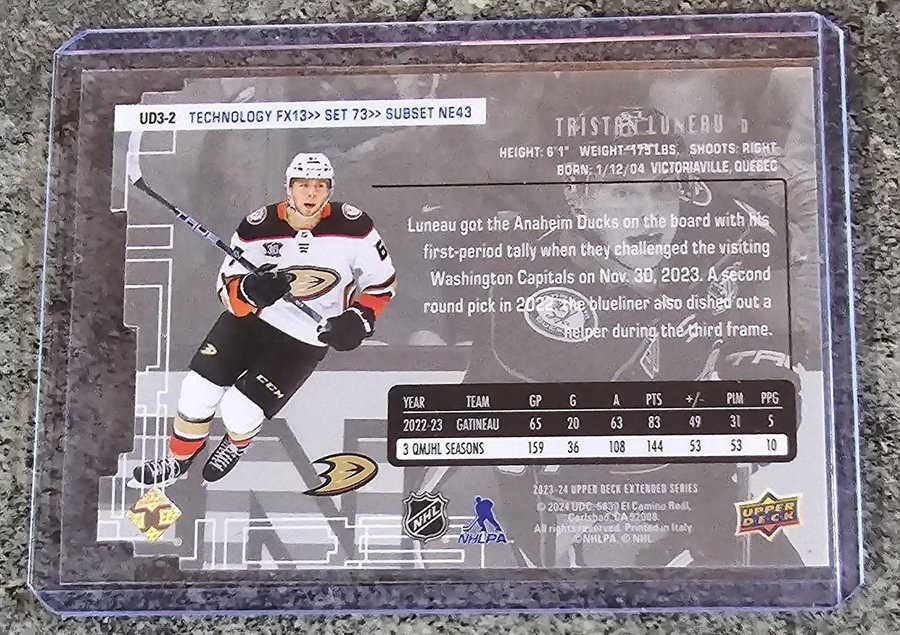 UD3-2 TECHNOLOGY FX13>> SET 73>> SUBSET NE43
TRISTAN LUNEAU D
HEIGHT: 6'1" WEIGHT: 175 LBS. SHOOTS: RIGHT
BORN: 1/12/04 VICTORIAVILLE, QUEBEC
Luneau got the Anaheim Ducks on the board with his
first-period tally when they challenged the visiting
Washington Capitals on Nov. 30, 2023. A second
round pick in 2022, the blueliner also dished out a
helper during the third frame.
CCM
YEAR TEAM GP G A PTS +/- PIM PPG
2022-23 GATINEAU 65 20 63 83 49 31 5
3 QMJHL SEASONS 159 36 108 144 53 53 10
2023-24 UPPER DECK EXTENDED SERIES
© 2024 UDC. 5830 El Camino Real,
Carlsbad, CA 92008.
All rights reserved. Printed in Italy.
©NHLPA ©NHL
NHL
NHLPA
UPPER DECK